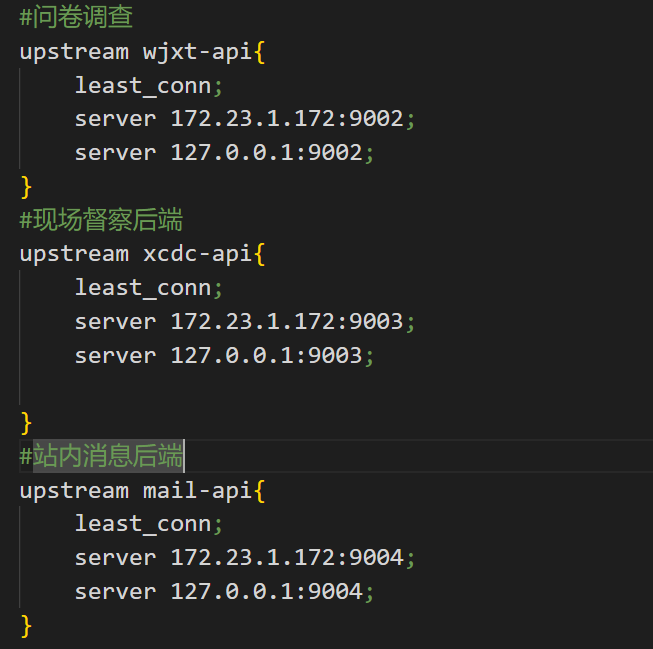 #问卷调查
upstream wjxt-api{
    least_conn;
    server 172.23.1.172:9002;
    server 127.0.0.1:9002;
}
#现场督察后端
upstream xcdc-api{
    least_conn;
    server 172.23.1.172:9003;
    server 127.0.0.1:9003;

}
#站内消息后端
upstream mail-api{
    least_conn;
    server 172.23.1.172:9004;
    server 127.0.0.1:9004;
}